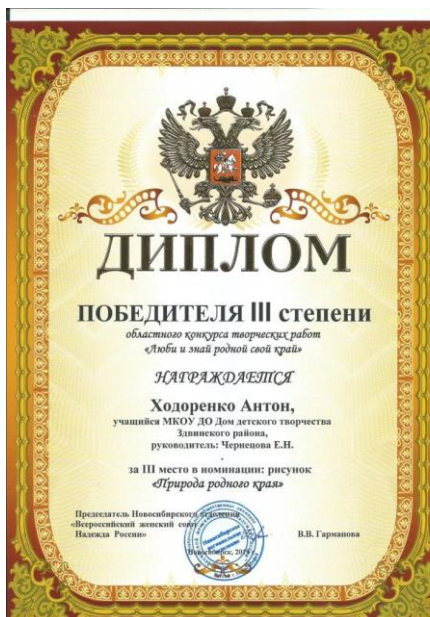 ДИПЛОМ
ПОБЕДИТЕЛЯ III степени
областного конкурса творческих работ
«Люби и знай родной свой край»
НАГРАЖДАЕТСЯ
Ходоренко Антон,
учащийся МКОУ ДО Дом детского творчества
Здвинского района,
руководитель: Чернецова Е.Н.
за III место в номинации: рисунок
«Природа родного края»
Председатель Новосибирского отделения
«Всероссийский женский союз
Надежда России»
В.В. Гарманова
Новосибирск,